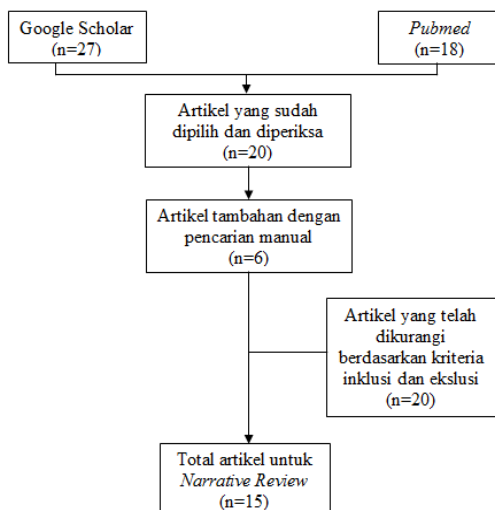 Google Scholar
(n=27)
Pubmed
(n=18)
Artikel yang sudah
dipilih dan diperiksa
(n=20)
Artikel tambahan dengan
pencarian manual
(n=6)
Artikel yang telah
dikurangi
berdasarkan kriteria
inklusi dan ekslusi
(n=20)
Total artikel untuk
Narrative Review
(n=15)